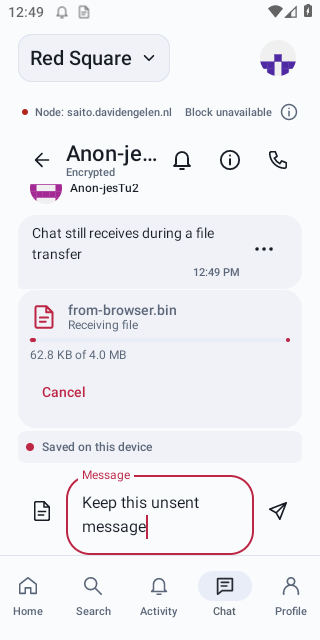 12:49
Red Square
Node: saito.davidengelen.nl Block unavailable
Anon-je...
Encrypted
Anon-jesTu2
Chat still receives during a file
transfer
12:49 PM
from-browser.bin
Receiving file
62.8 KB of 4.0 MB
Cancel
Saved on this device
Message
Keep this unsent
message
Home Search Activity Chat Profile